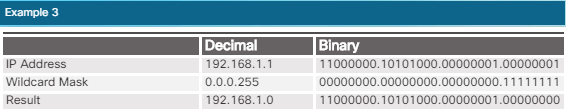 Example 3
Decimal Binary
IP Address 192.168.1.1 11000000.10101000.00000001.00000001
Wildcard Mask 0.0.0.255 00000000.00000000.00000000.11111111
Result 192.168.1.0 11000000.10101000.00000001.00000000